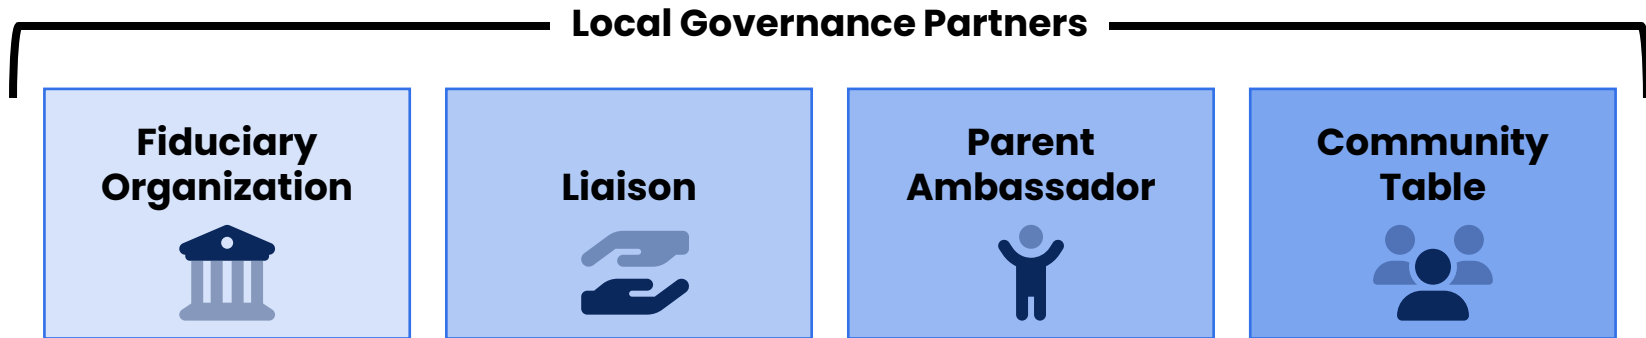 Local Governance Partners
Fiduciary
Organization
Liaison
Parent
Ambassador
Community
Table